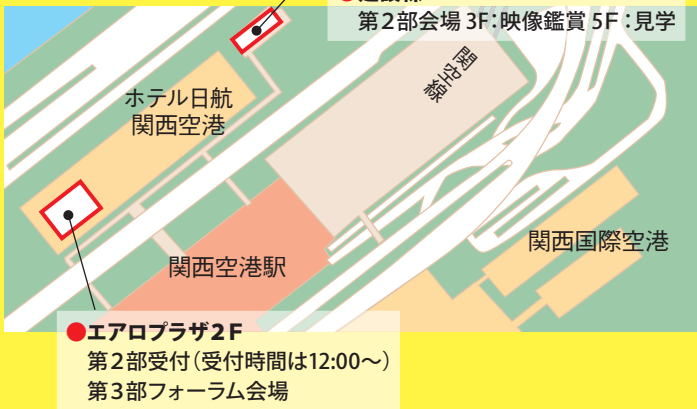 第2部会場 3F：映像鑑賞 5F：見学
関空線
ホテル日航
関西空港
関西国際空港
関西空港駅
●エアロプラザ2F
第2部受付（受付時間は12:00〜）
第3部フォーラム会場